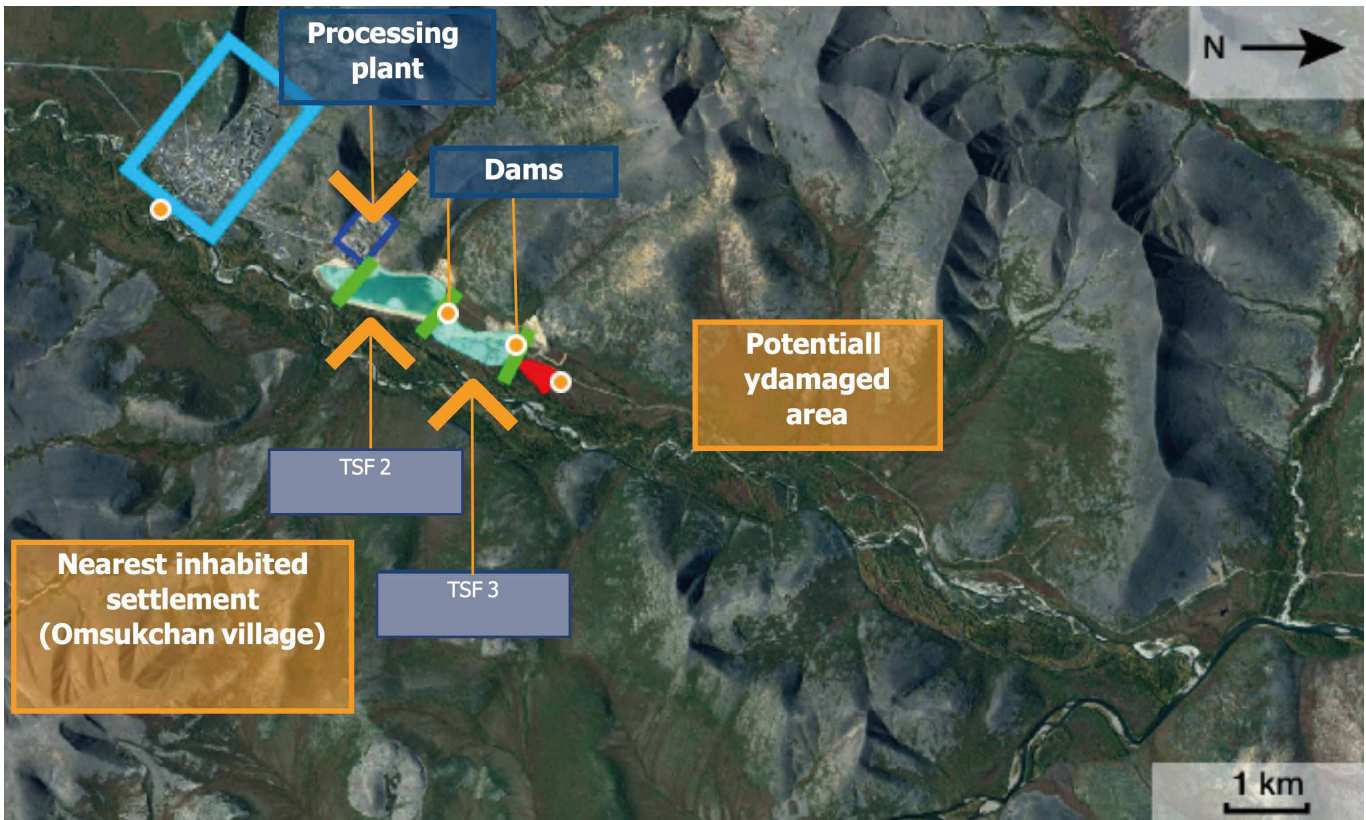 Processing
plant
N
Dams
Potentiall
ydamaged
area
TSF 2
Nearest inhabited
settlement
(Omsukchan village)
TSF 3
1 km